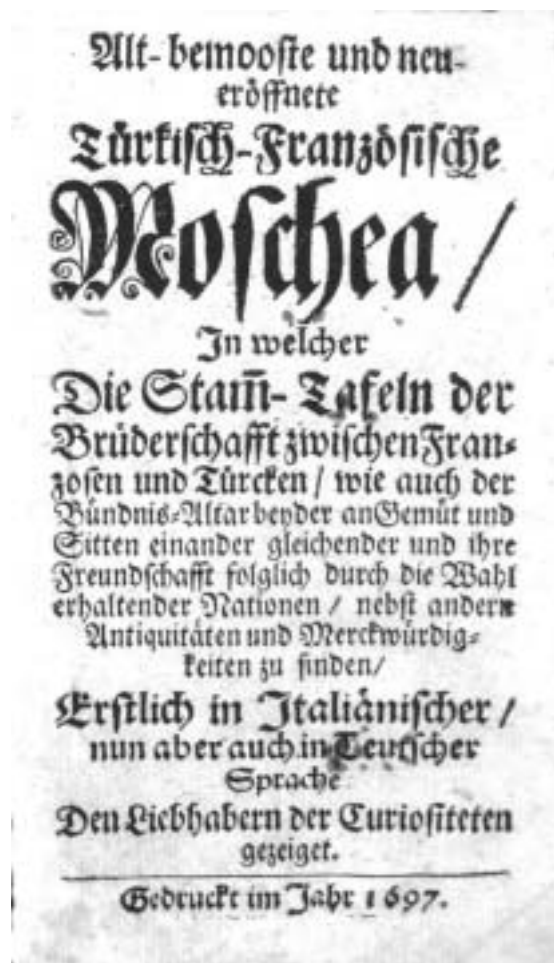 Alt-bemooste und neu-
eröffnete
Türkisch-Französische
Moschea /
In welcher
Die Stam̃-Tafeln der
Brüderschafft zwischen Fran-
zosen und Türcken / wie auch der
Bündnis-Altar beyder an Gemüt und
Sitten einander gleichender und ihre
Freundschafft folglich durch die Wahl
erhaltender Nationen / nebst andern
Antiquitäten und Merckwürdig-
keiten zu finden /
Erstlich in Italiänischer /
nun aber auch in Teutscher
Sprache
Den Liebhabern der Curiositeten
gezeiget.
Gedruckt im Jahr 1697.